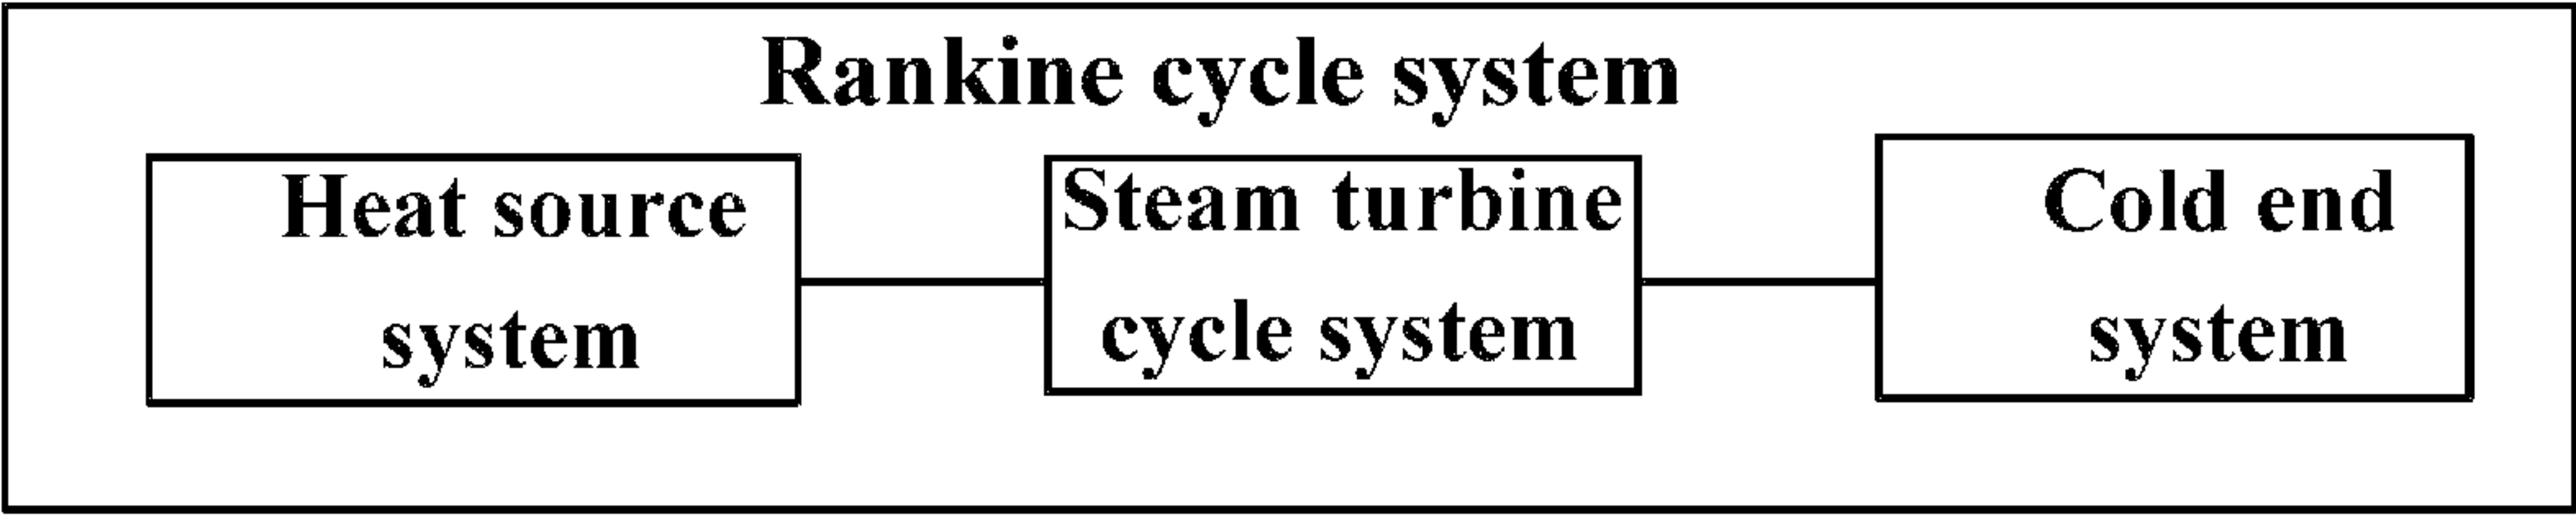 Rankine cycle system
Heat source
system
Steam turbine
cycle system
Cold end
system